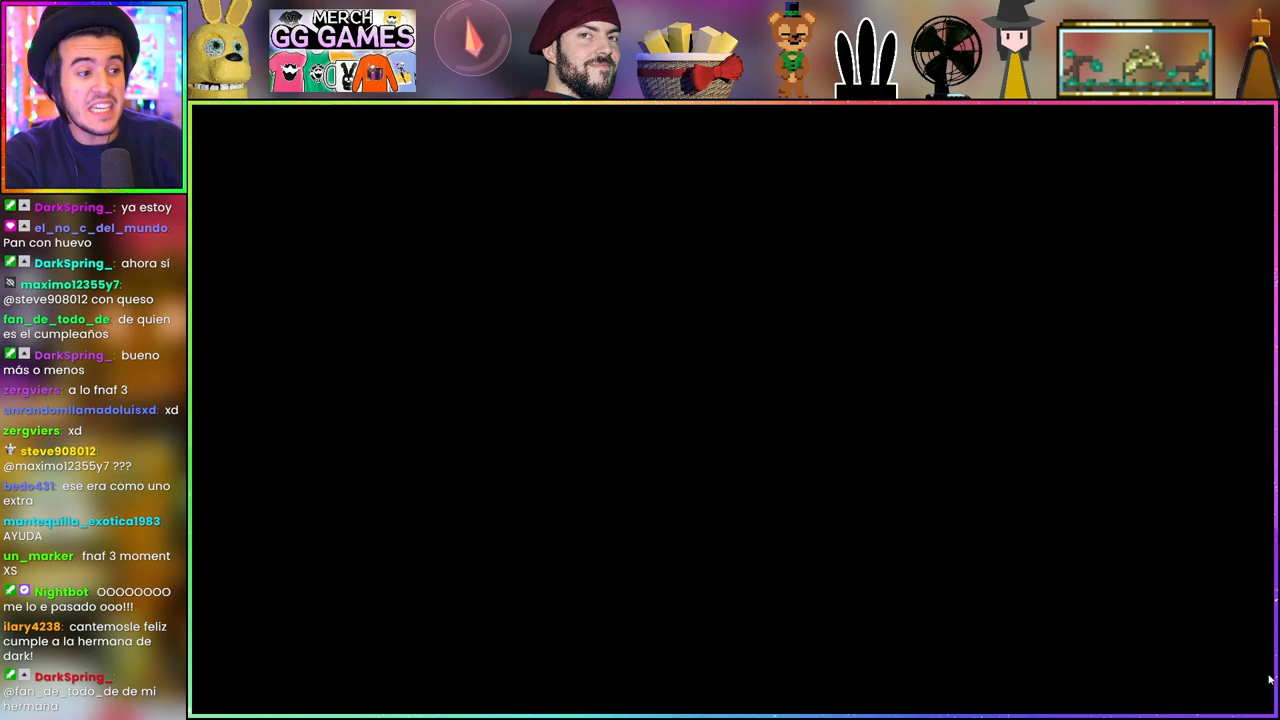 MERCH
GG GAMES
DarkSpring_: ya estoy
el_no_c_del_mundo
Pan con huevo
DarkSpring_: ahora sí
maximo12355y7:
@steve908012 con queso
fan_de_todo_de: de quien
es el cumpleaños
DarkSpring_: bueno
más o menos
zergviers: a lo fnaf 3
unrandomllamadoluisxd: xd
zergviers: xd
steve908012:
@maximo12355y7 ???
bedo431: ese era como uno
extra
mantequilla_exotica1983:
AYUDA
un_marker: fnaf 3 moment
XS
Nightbot: OOOOOOOO
me lo e pasado ooo!!!
ilary4238: cantemosle feliz
cumple a la hermana de
dark!
DarkSpring_:
@fan_de_todo_de de mi
hermana